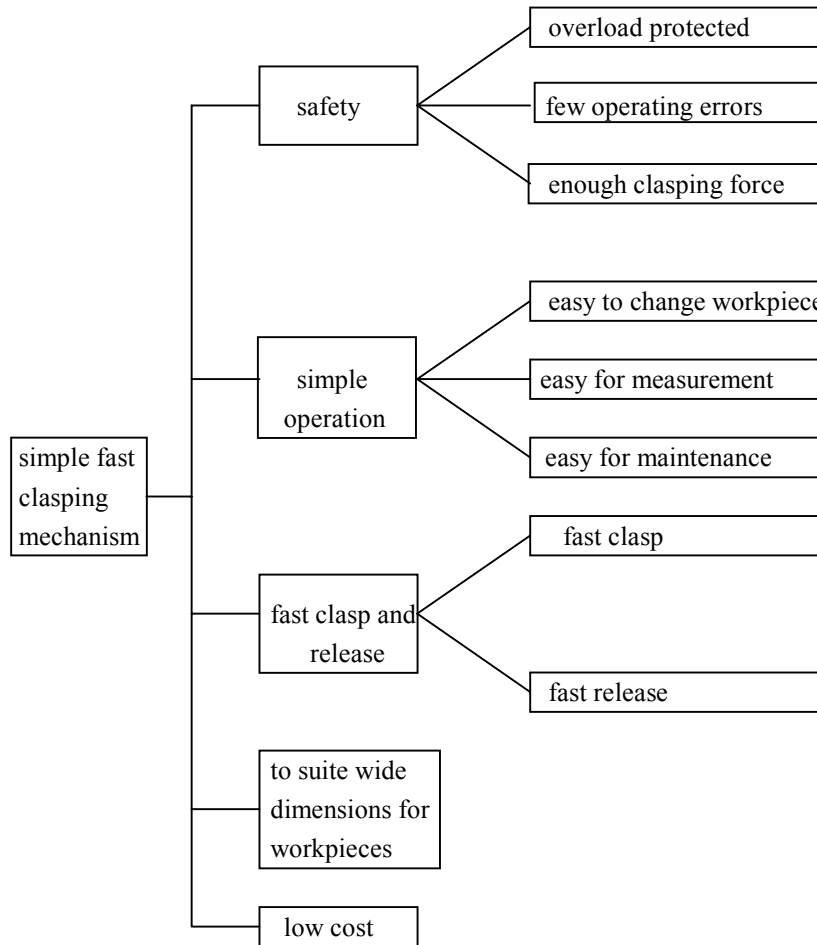 overload protected
safety
few operating errors
enough clasping force
easy to change workpiece
simple
operation
easy for measurement
easy for maintenance
simple fast
clasping
mechanism
fast clasp
fast clasp and
release
fast release
to suite wide
dimensions for
workpieces
low cost